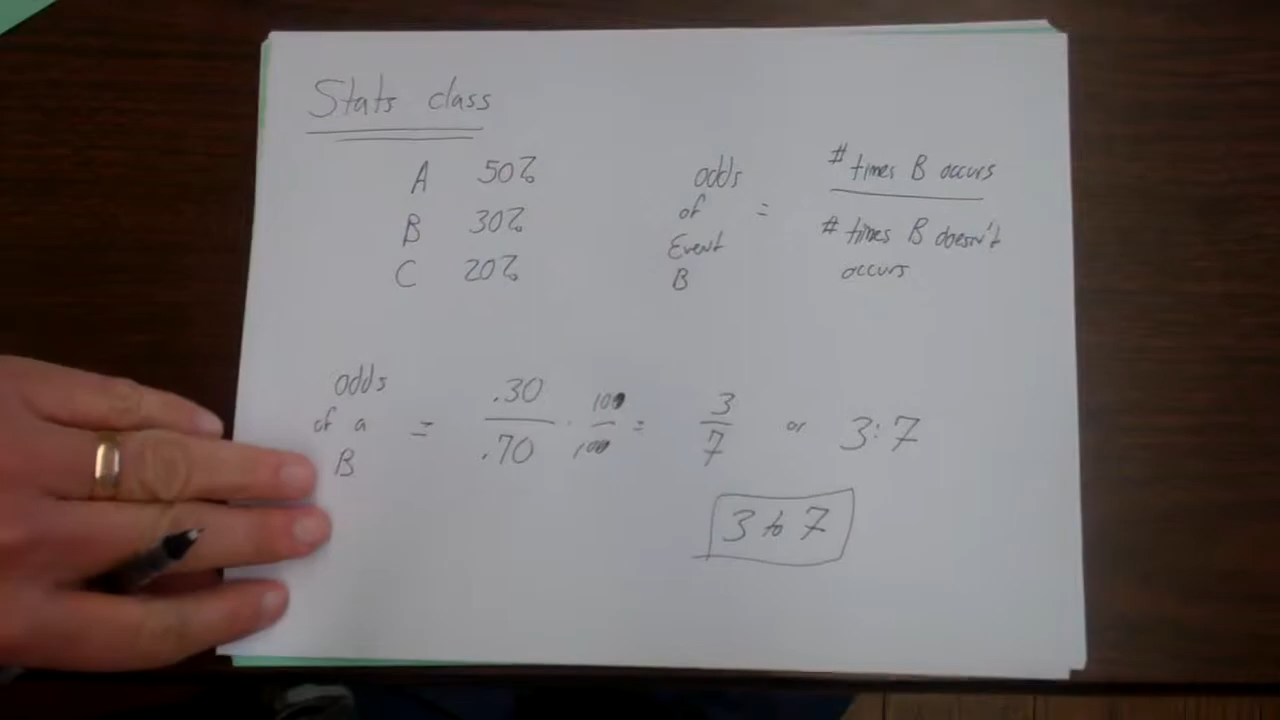 Stats class
A 50%
B 30%
C 20%
odds
of
Event
B
=
# times B occurs
# times B doesn't
occurs
odds
of a
B
= .30/.70 · 100/100 = 3/7 or 3:7
3 to 7